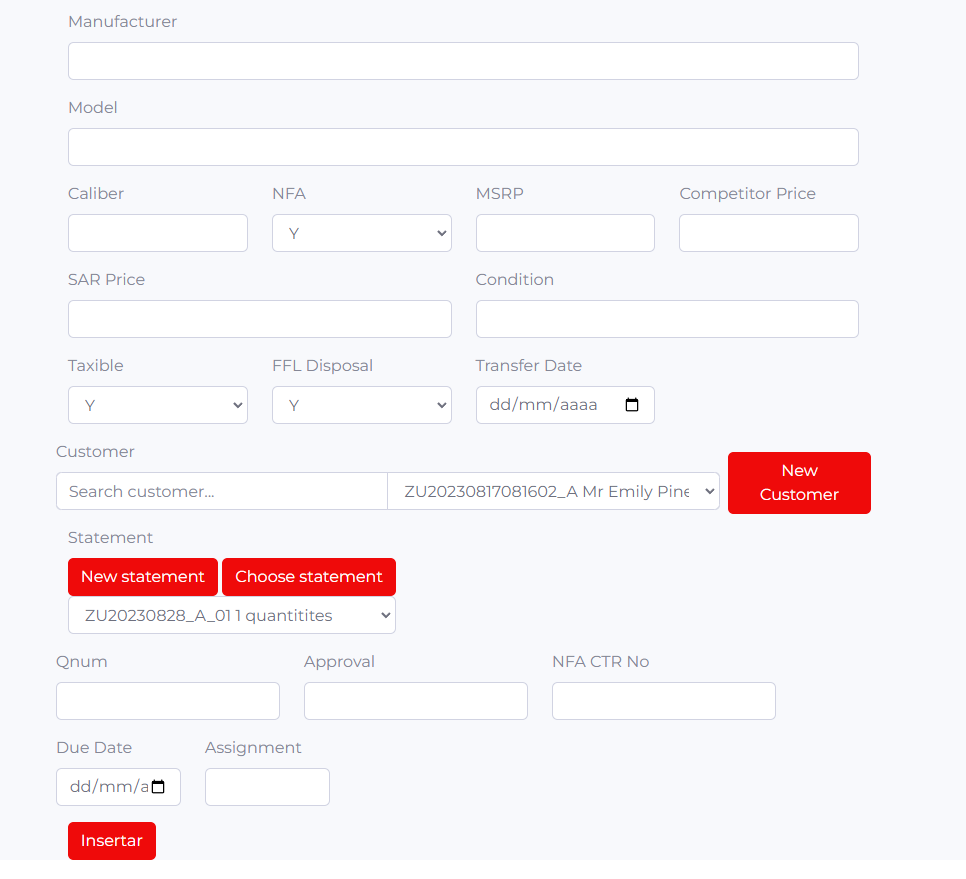 Manufacturer
Model
Caliber NFA MSRP Competitor Price
Y
SAR Price Condition
Taxible FFL Disposal Transfer Date
Y Y dd/mm/aaaa
Customer
Search customer... ZU20230817081602_A Mr Emily Pine
New
Customer
Statement
New statement Choose statement
ZU20230828_A_01 1 quantitites
Qnum Approval NFA CTR No
Due Date Assignment
dd/mm/a
Insertar